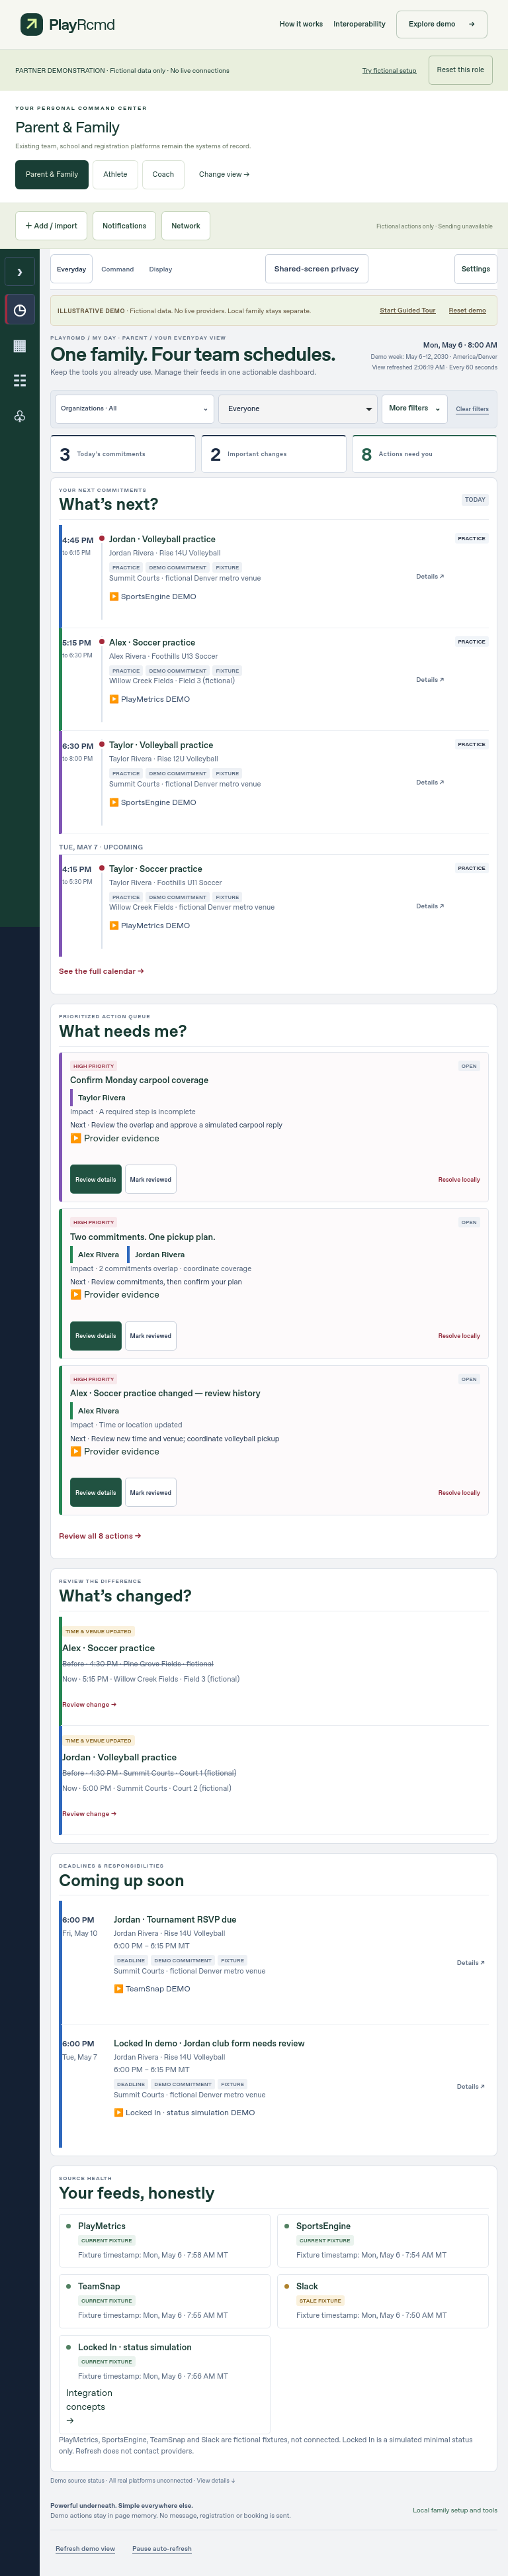 PlayRcmd
How it works
Interoperability
Explore demo →
PARTNER DEMONSTRATION · Fictional data only · No live connections
Try fictional setup
Reset this role
YOUR PERSONAL COMMAND CENTER
Parent & Family
Existing team, school and registration platforms remain the systems of record.
Parent & Family
Athlete
Coach
Change view →
+ Add / import
Notifications
Network
Fictional actions only · Sending unavailable
Everyday
Command
Display
Shared-screen privacy
Settings
ILLUSTRATIVE DEMO · Fictional data. No live providers. Local family stays separate.
Start Guided Tour
Reset demo
PLAYRCMD / MY DAY · PARENT / YOUR EVERYDAY VIEW
One family. Four team schedules.
Keep the tools you already use. Manage their feeds in one actionable dashboard.
Mon, May 6 · 8:00 AM
Demo week: May 6–12, 2030 · America/Denver
View refreshed 2:06:19 AM · Every 60 seconds
Organizations · All
Everyone
More filters
Clear filters
3 Today's commitments
2 Important changes
8 Actions need you
YOUR NEXT COMMITMENTS
What's next?
TODAY
4:45 PM
to 6:15 PM
Jordan · Volleyball practice
PRACTICE
Jordan Rivera · Rise 14U Volleyball
PRACTICE DEMO COMMITMENT FIXTURE
Summit Courts · fictional Denver metro venue
Details ↗
SportsEngine DEMO
5:15 PM
to 6:30 PM
Alex · Soccer practice
PRACTICE
Alex Rivera · Foothills U13 Soccer
PRACTICE DEMO COMMITMENT FIXTURE
Willow Creek Fields · Field 3 (fictional)
Details ↗
PlayMetrics DEMO
6:30 PM
to 8:00 PM
Taylor · Volleyball practice
PRACTICE
Taylor Rivera · Rise 12U Volleyball
PRACTICE DEMO COMMITMENT FIXTURE
Summit Courts · fictional Denver metro venue
Details ↗
SportsEngine DEMO
TUE, MAY 7 · UPCOMING
4:15 PM
to 5:30 PM
Taylor · Soccer practice
PRACTICE
Taylor Rivera · Foothills U11 Soccer
PRACTICE DEMO COMMITMENT FIXTURE
Willow Creek Fields · fictional Denver metro venue
Details ↗
PlayMetrics DEMO
See the full calendar →
PRIORITIZED ACTION QUEUE
What needs me?
HIGH PRIORITY
OPEN
Confirm Monday carpool coverage
Taylor Rivera
Impact · A required step is incomplete
Next · Review the overlap and approve a simulated carpool reply
Provider evidence
Review details
Mark reviewed
Resolve locally
HIGH PRIORITY
OPEN
Two commitments. One pickup plan.
Alex Rivera
Jordan Rivera
Impact · 2 commitments overlap · coordinate coverage
Next · Review commitments, then confirm your plan
Provider evidence
Review details
Mark reviewed
Resolve locally
HIGH PRIORITY
OPEN
Alex · Soccer practice changed — review history
Alex Rivera
Impact · Time or location updated
Next · Review new time and venue; coordinate volleyball pickup
Provider evidence
Review details
Mark reviewed
Resolve locally
Review all 8 actions →
REVIEW THE DIFFERENCE
What's changed?
TIME & VENUE UPDATED
Alex · Soccer practice
Before · 4:30 PM · Pine Grove Fields · fictional
Now · 5:15 PM · Willow Creek Fields · Field 3 (fictional)
Review change →
TIME & VENUE UPDATED
Jordan · Volleyball practice
Before · 4:30 PM · Summit Courts · Court 1 (fictional)
Now · 5:00 PM · Summit Courts · Court 2 (fictional)
Review change →
DEADLINES & RESPONSIBILITIES
Coming up soon
6:00 PM
Fri, May 10
Jordan · Tournament RSVP due
Jordan Rivera · Rise 14U Volleyball
6:00 PM – 6:15 PM MT
DEADLINE DEMO COMMITMENT FIXTURE
Summit Courts · fictional Denver metro venue
Details ↗
TeamSnap DEMO
6:00 PM
Tue, May 7
Locked In demo · Jordan club form needs review
Jordan Rivera · Rise 14U Volleyball
6:00 PM – 6:15 PM MT
DEADLINE DEMO COMMITMENT FIXTURE
Summit Courts · fictional Denver metro venue
Details ↗
Locked In · status simulation DEMO
SOURCE HEALTH
Your feeds, honestly
PlayMetrics
CURRENT FIXTURE
Fixture timestamp: Mon, May 6 · 7:58 AM MT
SportsEngine
CURRENT FIXTURE
Fixture timestamp: Mon, May 6 · 7:54 AM MT
TeamSnap
CURRENT FIXTURE
Fixture timestamp: Mon, May 6 · 7:55 AM MT
Slack
STALE FIXTURE
Fixture timestamp: Mon, May 6 · 7:50 AM MT
Locked In · status simulation
CURRENT FIXTURE
Fixture timestamp: Mon, May 6 · 7:56 AM MT
Integration
concepts
→
PlayMetrics, SportsEngine, TeamSnap and Slack are fictional fixtures, not connected. Locked In is a simulated minimal status
only. Refresh does not contact providers.
Demo source status · All real platforms unconnected · View details ↓
Powerful underneath. Simple everywhere else.
Demo actions stay in page memory. No message, registration or booking is sent.
Local family setup and tools
Refresh demo view
Pause auto-refresh